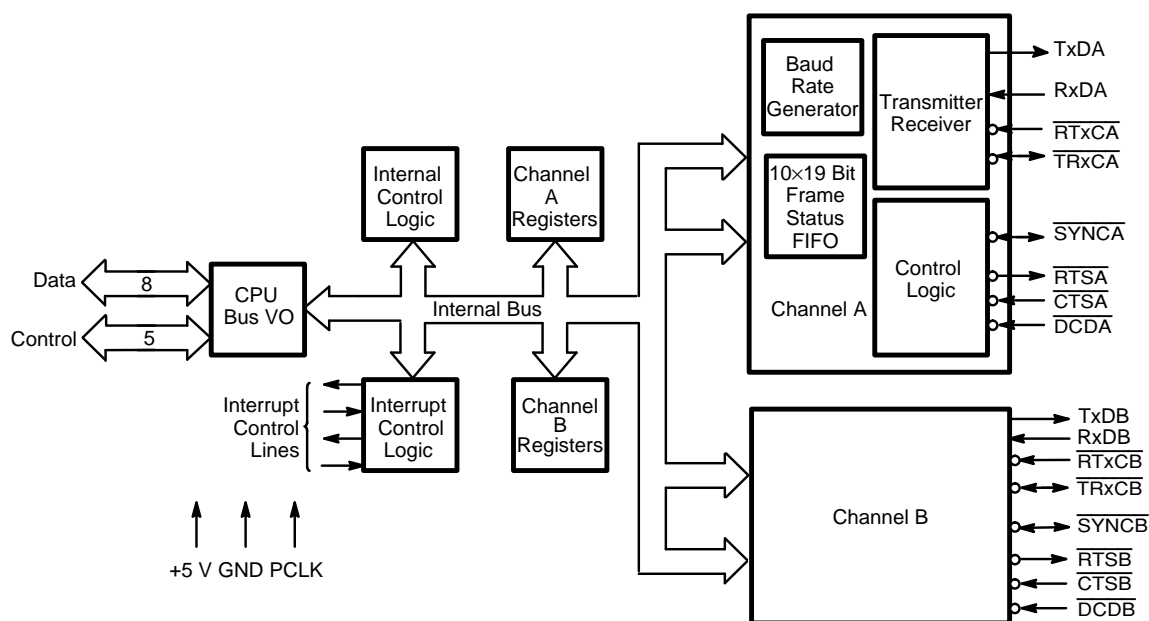 Baud
Rate
Generator
Transmitter
Receiver
TxDA
RxDA
RTxCA
TRxCA
10×19 Bit
Frame
Status
FIFO
Control
Logic
Channel A
SYNCA
RTSA
CTSA
DCDA
Internal
Control
Logic
Channel
A
Registers
Data
8
Control
5
CPU
Bus VO
Internal Bus
Interrupt
Control
Lines
Interrupt
Control
Logic
Channel
B
Registers
+5 V GND PCLK
Channel B
TxDB
RxDB
RTxCB
TRxCB
SYNCB
RTSB
CTSB
DCDB